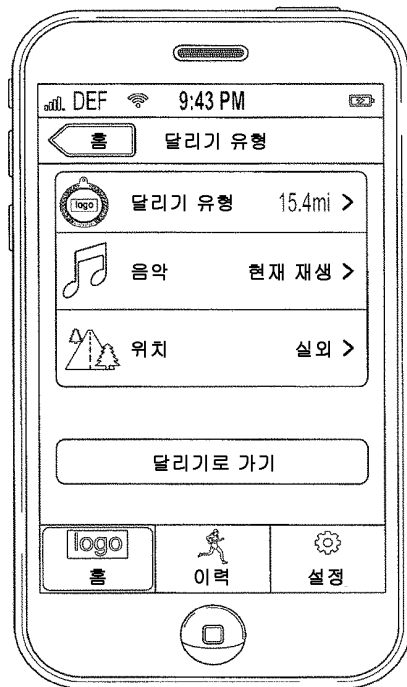 DEF 9:43 PM
홈 달리기 유형
logo 달리기 유형 15.4mi >
음악 현재 재생 >
위치 실외 >
달리기로 가기
logo
홈 이력 설정